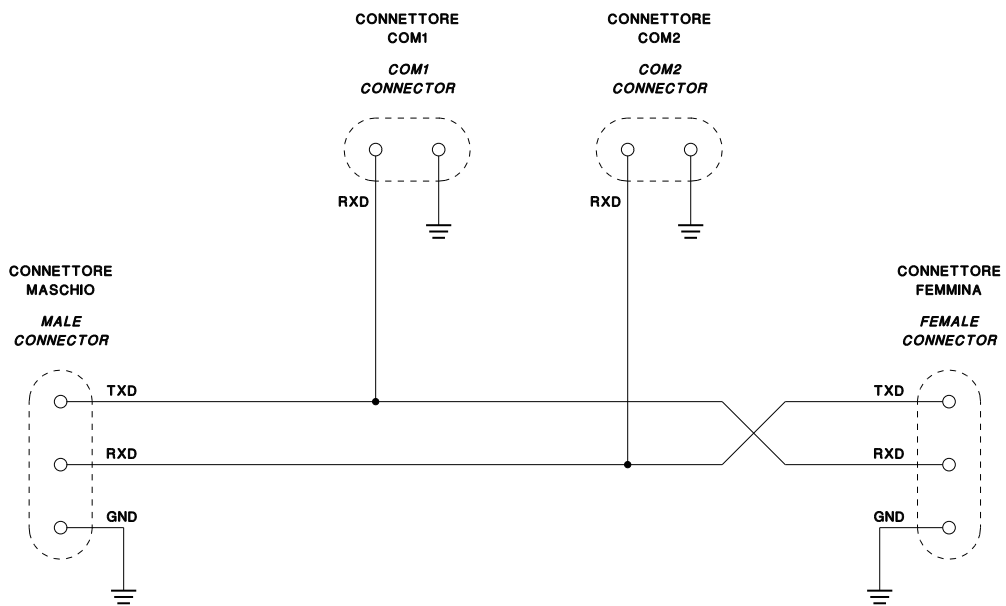 CONNETTORE
COM1
COM1
CONNECTOR
CONNETTORE
COM2
COM2
CONNECTOR
RXD
RXD
CONNETTORE
MASCHIO
MALE
CONNECTOR
CONNETTORE
FEMMINA
FEMALE
CONNECTOR
TXD
RXD
GND
TXD
RXD
GND